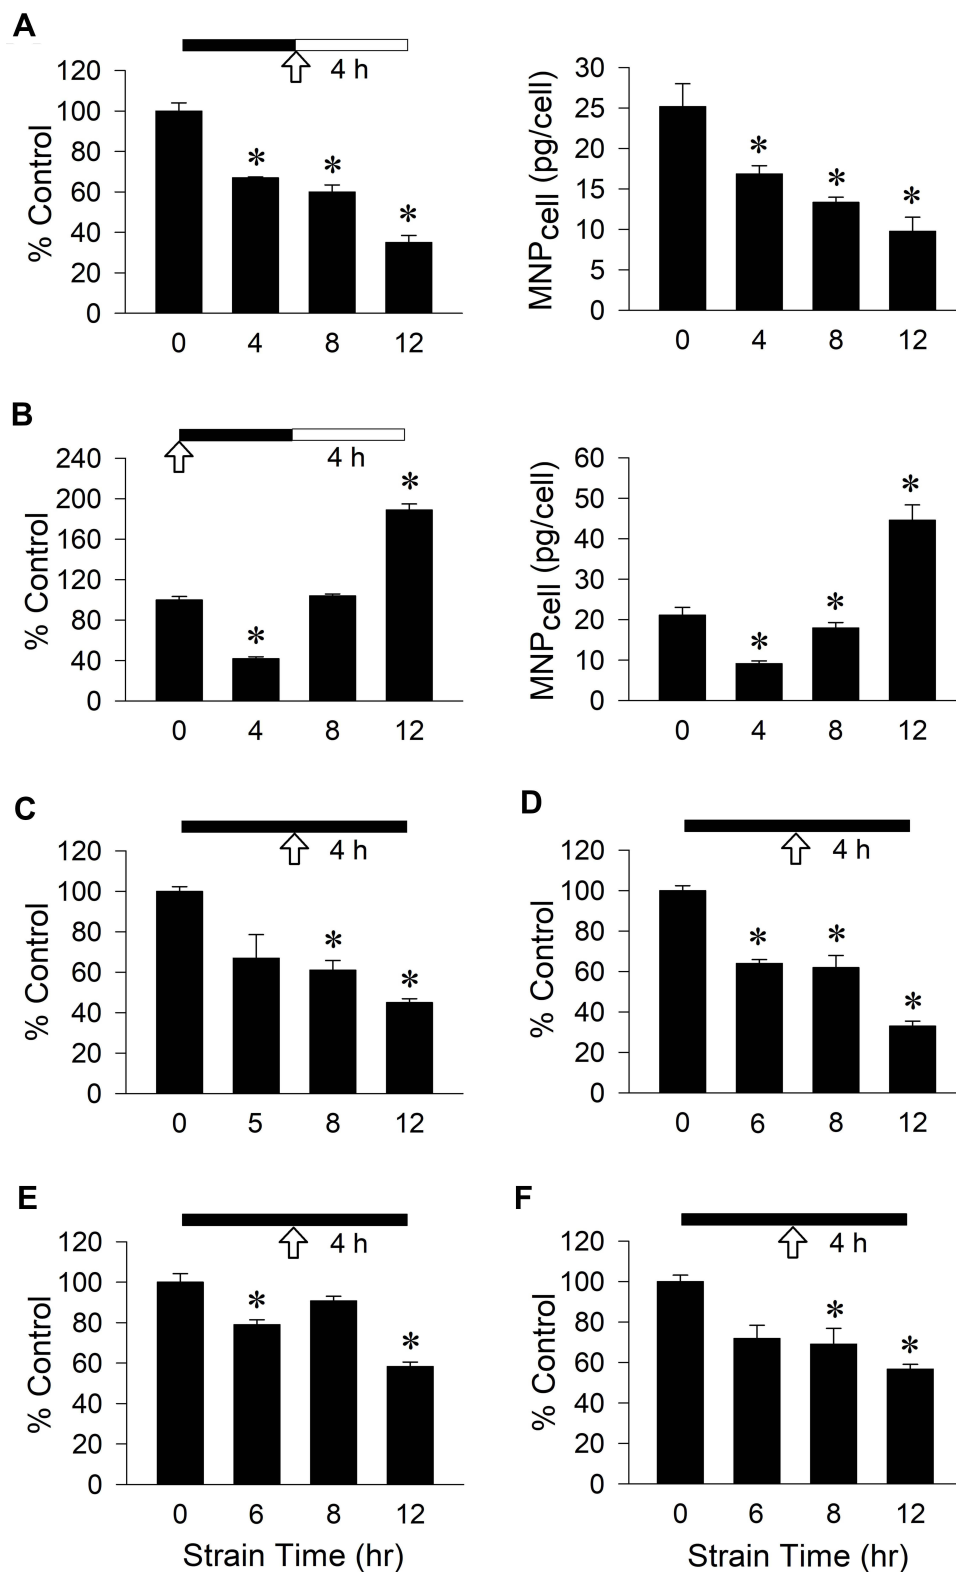 A
4 h
120
100
80
60
40
20
0
% Control
*
*
*
0 4 8 12
30
25
20
15
10
5
0
MNPcell (pg/cell)
*
*
*
0 4 8 12
B
4 h
240
200
160
120
80
40
0
% Control
*
*
0 4 8 12
60
50
40
30
20
10
0
MNPcell (pg/cell)
*
*
*
0 4 8 12
C
4 h
120
100
80
60
40
20
0
% Control
*
*
0 5 8 12
D
4 h
120
100
80
60
40
20
0
% Control
*
*
*
0 6 8 12
E
4 h
120
100
80
60
40
20
0
% Control
*
*
0 6 8 12
Strain Time (hr)
F
4 h
120
100
80
60
40
20
0
% Control
*
*
0 6 8 12
Strain Time (hr)